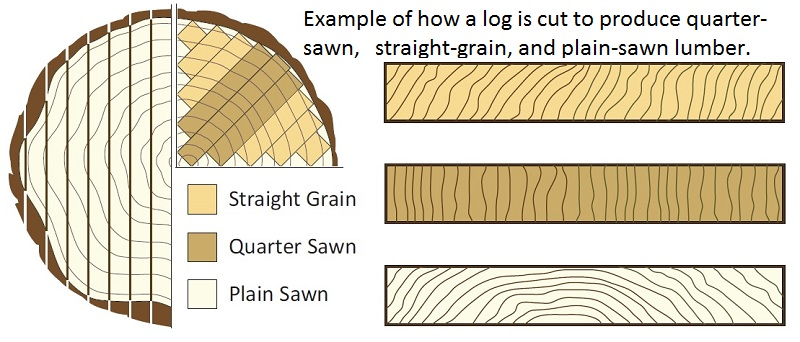 Example of how a log is cut to produce quarter-
sawn, straight-grain, and plain-sawn lumber.
Straight Grain
Quarter Sawn
Plain Sawn